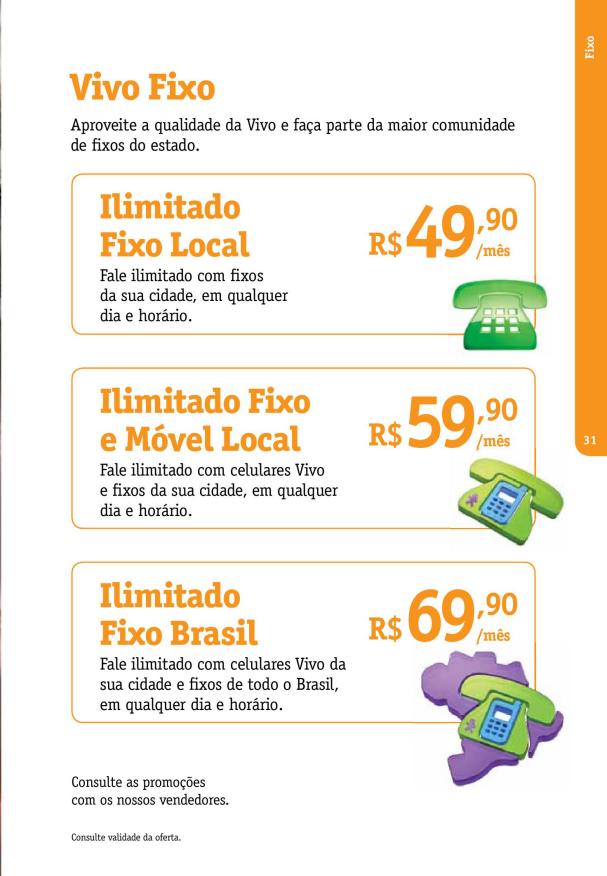 Fixo
Vivo Fixo
Aproveite a qualidade da Vivo e faça parte da maior comunidade
de fixos do estado.
Ilimitado
Fixo Local
Fale ilimitado com fixos
da sua cidade, em qualquer
dia e horário.
R$ 49,90
/mês
Ilimitado Fixo
e Móvel Local
Fale ilimitado com celulares Vivo
e fixos da sua cidade, em qualquer
dia e horário.
R$ 59,90
/mês
31
Ilimitado
Fixo Brasil
Fale ilimitado com celulares Vivo da
sua cidade e fixos de todo o Brasil,
em qualquer dia e horário.
R$ 69,90
/mês
Consulte as promoções
com os nossos vendedores.
Consulte validade da oferta.